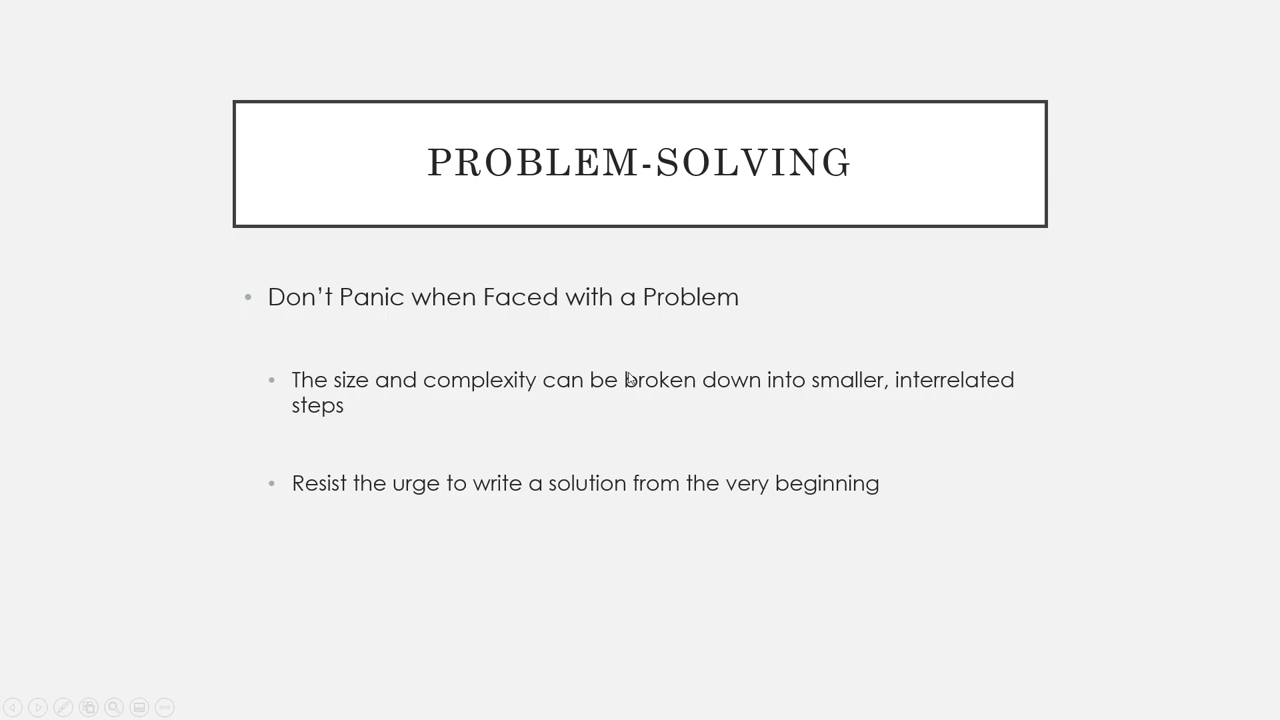 PROBLEM-SOLVING
• Don’t Panic when Faced with a Problem
• The size and complexity can be broken down into smaller, interrelated
steps
• Resist the urge to write a solution from the very beginning